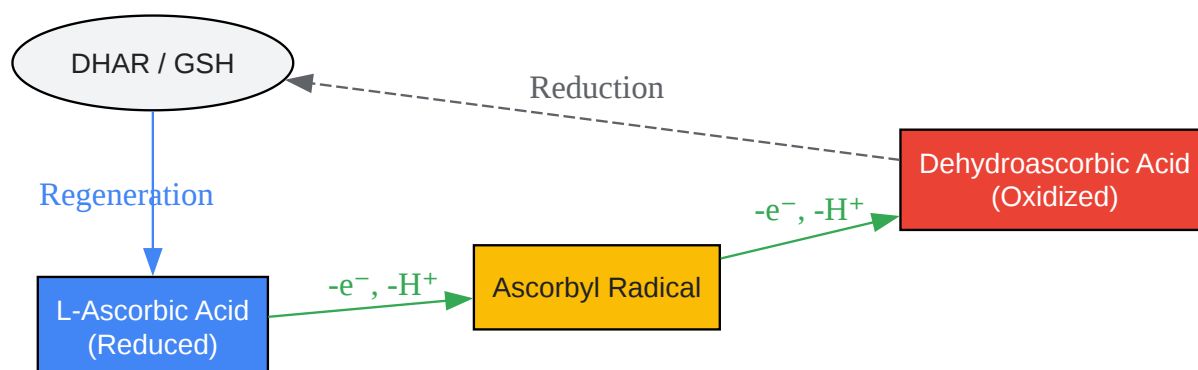 DHAR / GSH
Reduction
Dehydroascorbic Acid
(Oxidized)
Regeneration
-e⁻, -H⁺
-e⁻, -H⁺
Ascorbyl Radical
L-Ascorbic Acid
(Reduced)